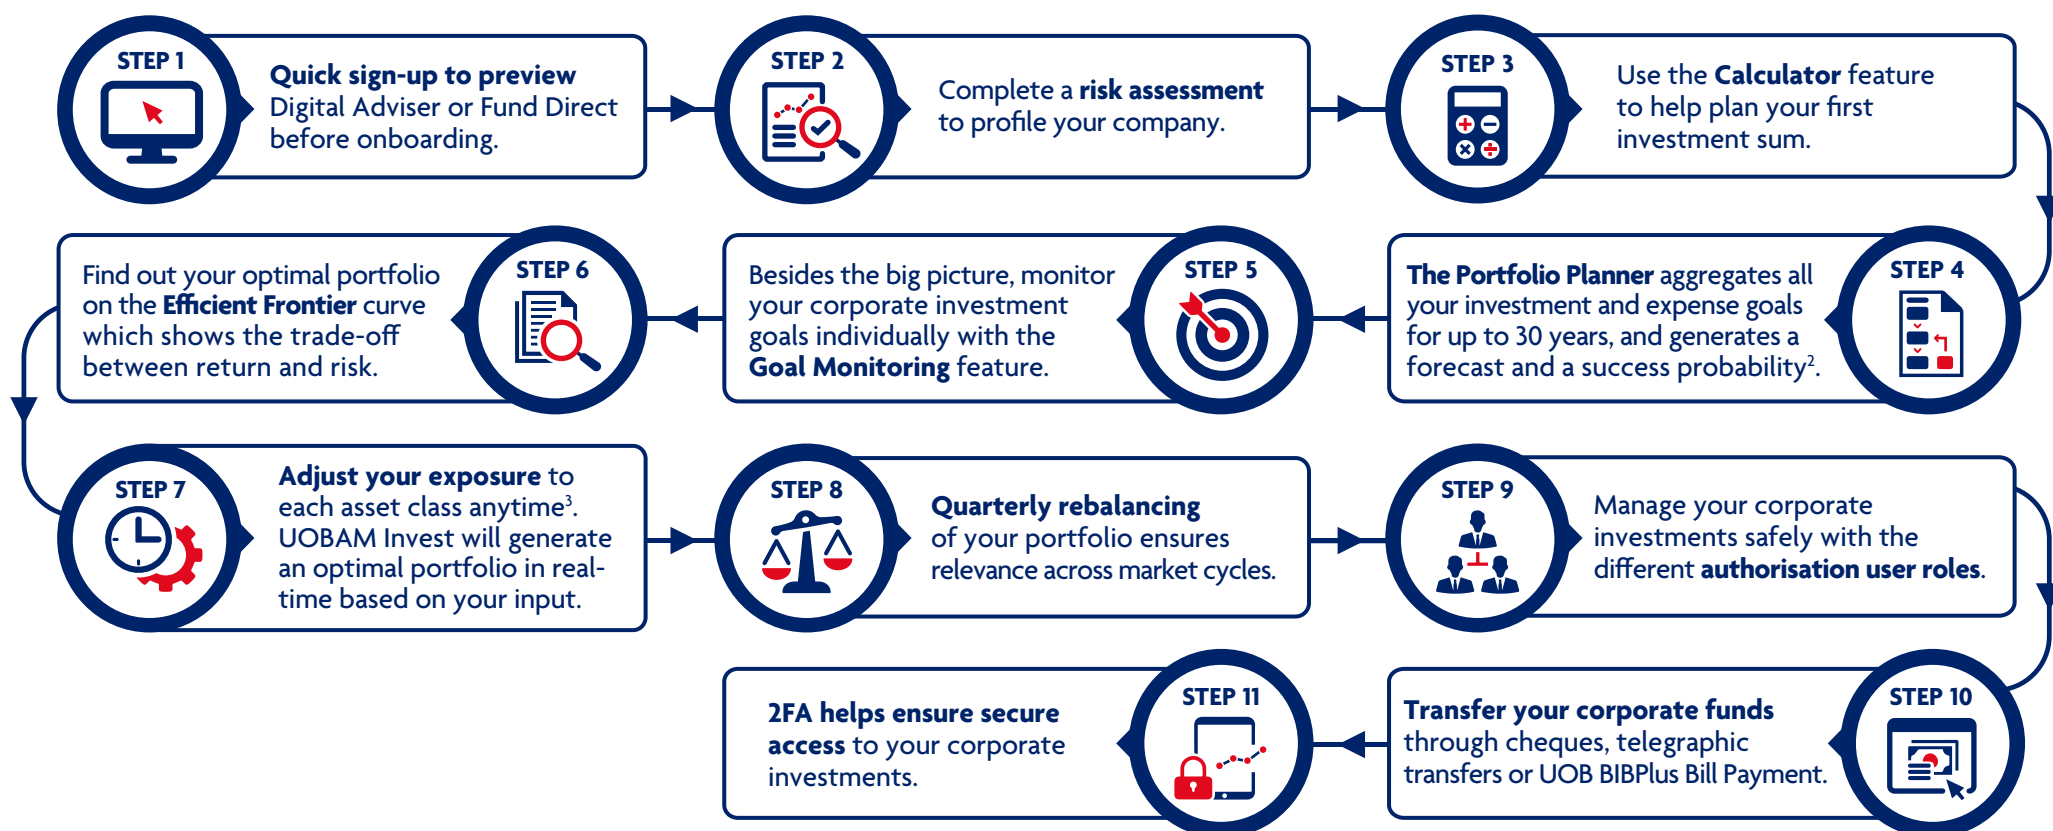 STEP 1
Quick sign-up to preview
Digital Adviser or Fund Direct
before onboarding.
STEP 2
Complete a risk assessment
to profile your company.
STEP 3
Use the Calculator feature
to help plan your first
investment sum.
STEP 4
The Portfolio Planner aggregates all
your investment and expense goals
for up to 30 years, and generates a
forecast and a success probability².
STEP 5
Besides the big picture, monitor
your corporate investment
goals individually with the
Goal Monitoring feature.
STEP 6
Find out your optimal portfolio
on the Efficient Frontier curve
which shows the trade-off
between return and risk.
STEP 7
Adjust your exposure to
each asset class anytime³.
UOBAM Invest will generate
an optimal portfolio in real-
time based on your input.
STEP 8
Quarterly rebalancing
of your portfolio ensures
relevance across market cycles.
STEP 9
Manage your corporate
investments safely with the
different authorisation user roles.
STEP 10
Transfer your corporate funds
through cheques, telegraphic
transfers or UOB BIBPlus Bill Payment.
STEP 11
2FA helps ensure secure
access to your corporate
investments.